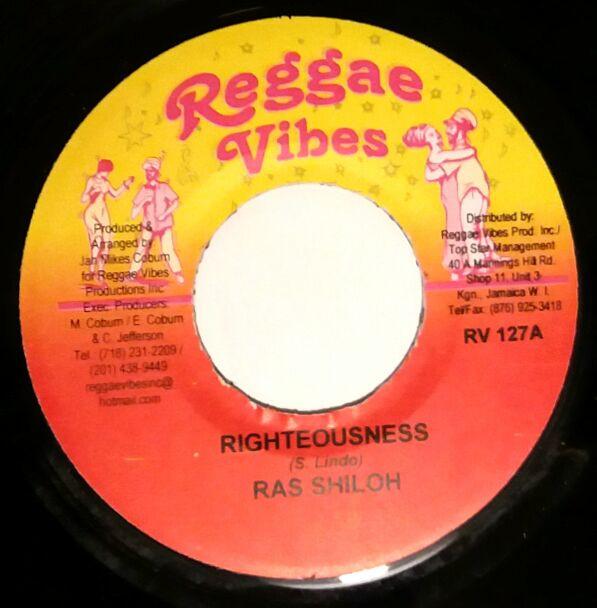 Reggae
Vibes
Produced &
Arranged by
Jah Mikes Coburn
for Reggae Vibes
Productions Inc
Exec. Producers:
M. Coburn / E. Coburn
& C. Jefferson
Tel. (718) 231-2209 /
(201) 438-9449
reggaevibesinc@
hotmail.com
Distributed by:
Reggae Vibes Prod. Inc./
Top Star Management
40 A Mannings Hill Rd.
Shop 11, Unit 3
Kgn., Jamaica W. I.
Tel/Fax: (876) 925-3418
RV 127A
RIGHTEOUSNESS
(S. Lindo)
RAS SHILOH